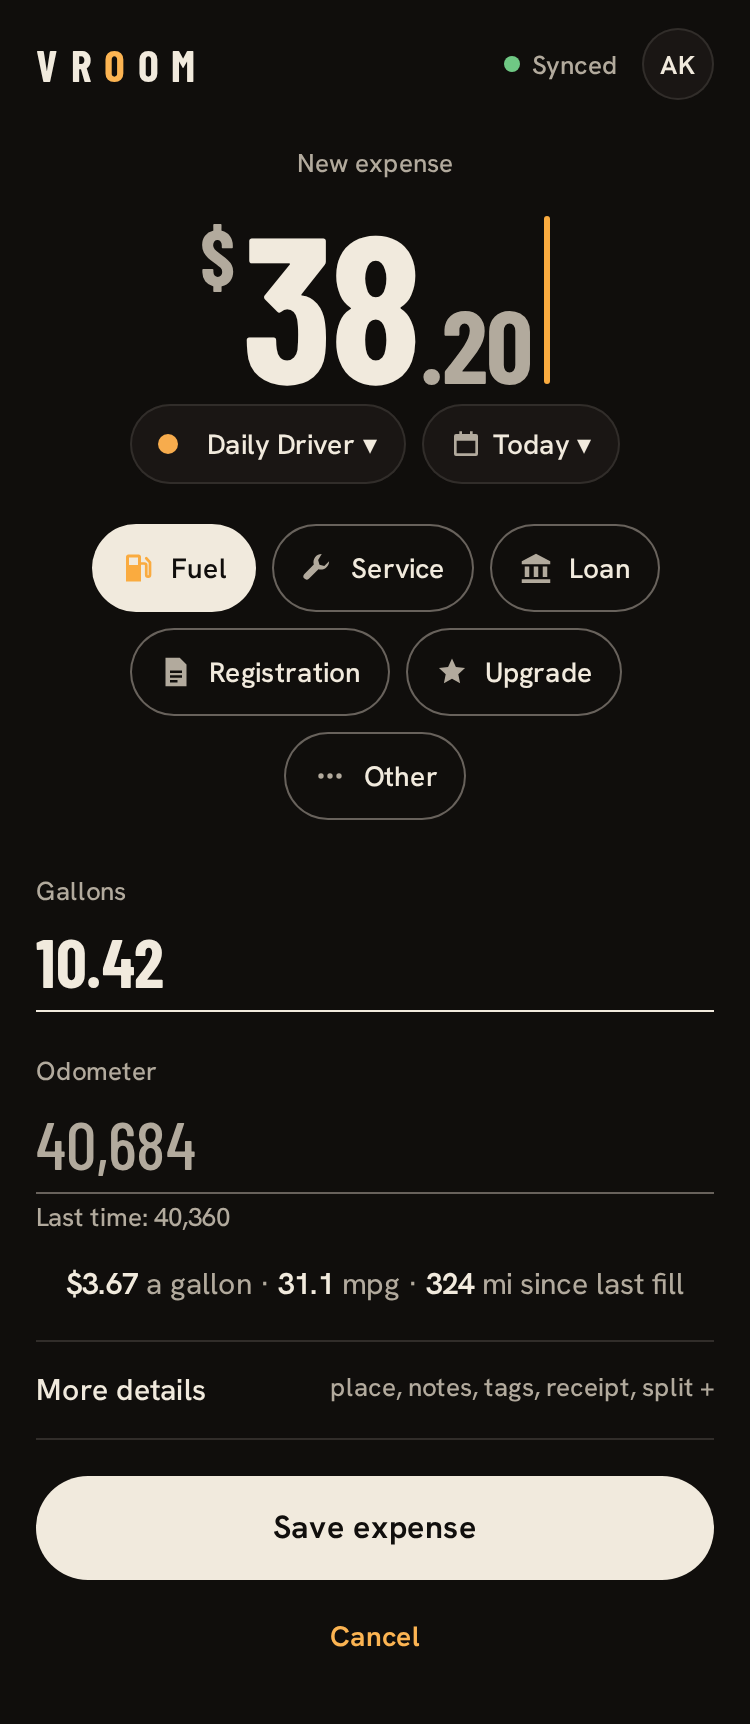 VROOM
Synced
AK
New expense
$38.20
Daily Driver ▾
Today ▾
Fuel
Service
Loan
Registration
Upgrade
Other
Gallons
10.42
Odometer
40,684
Last time: 40,360
$3.67 a gallon · 31.1 mpg · 324 mi since last fill
More details
place, notes, tags, receipt, split +
Save expense
Cancel